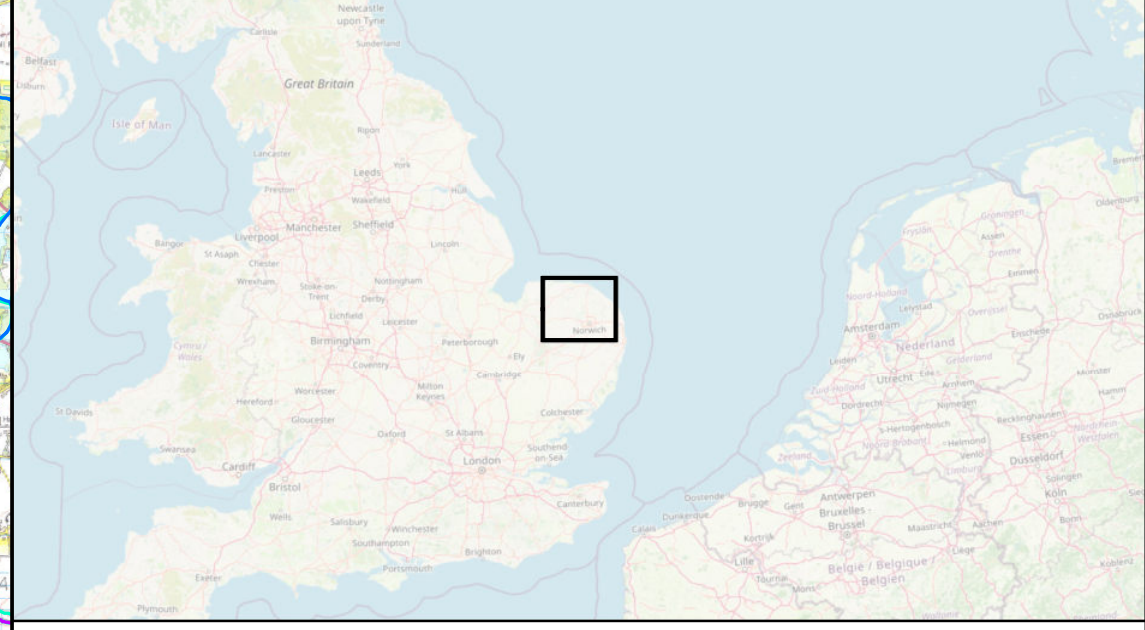 Newcastle
upon Tyne
Carlisle
Sunderland
Belfast
Great Britain
Lisburn
Isle of Man
Ripon
Lancaster
York
Leeds
Preston
Hull
Wakefield
Manchester
Sheffield
Liverpool
Bangor
St Asaph
Lincoln
Chester
Wrexham
Nottingham
Stoke-on-
Trent
Derby
Lichfield
Leicester
Norwich
Birmingham
Peterborough
Cymru /
Wales
Ely
Coventry
Cambridge
Milton
Keynes
Worcester
Hereford
St Davids
Gloucester
Colchester
Oxford
St Albans
Swansea
Southend
-on-Sea
London
Cardiff
Bristol
Canterbury
Wells
Salisbury
Winchester
Southampton
Brighton
Portsmouth
Exeter
Plymouth
Bremen
Oldenburg
Groningen
Fryslân
Assen
Drenthe
Emmen
Noord-Holland
Lelystad
Overijssel
Osnabrück
Amsterdam
Enschede
Nederland
Leiden
Gelderland
Utrecht
Ede
Münster
Zuid-Holland
Arnhem
Hamm
Dordrecht
Nijmegen
Recklinghausen
's-Hertogenbosch
Nordrhein-
Westfalen
Noord-Brabant
Helmond
Essen
Zeeland
Venlo
Düsseldorf
Limburg
Solingen
Oostende
Antwerpen
Köln
Brugge
Gent
Dunkerque
Bruxelles -
Brussel
Calais
Maastricht
Aachen
Bonn
Kortrijk
Liège
Lille
België / Belgique /
Belgien
Koblenz
Tournai
Mons